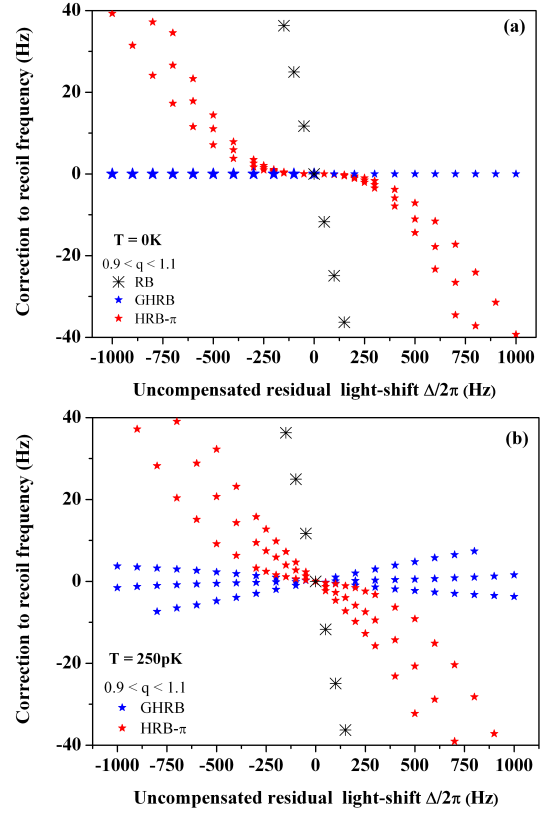 40
20
0
-20
-40
Correction to recoil frequency (Hz)
(a)
T = 0K
0.9 < q < 1.1
RB
GHRB
HRB-π
-1000 -750 -500 -250 0 250 500 750 1000
Uncompensated residual light-shift Δ/2π (Hz)
40
20
0
-20
-40
Correction to recoil frequency (Hz)
(b)
T = 250pK
0.9 < q < 1.1
GHRB
HRB-π
-1000 -750 -500 -250 0 250 500 750 1000
Uncompensated residual light-shift Δ/2π (Hz)